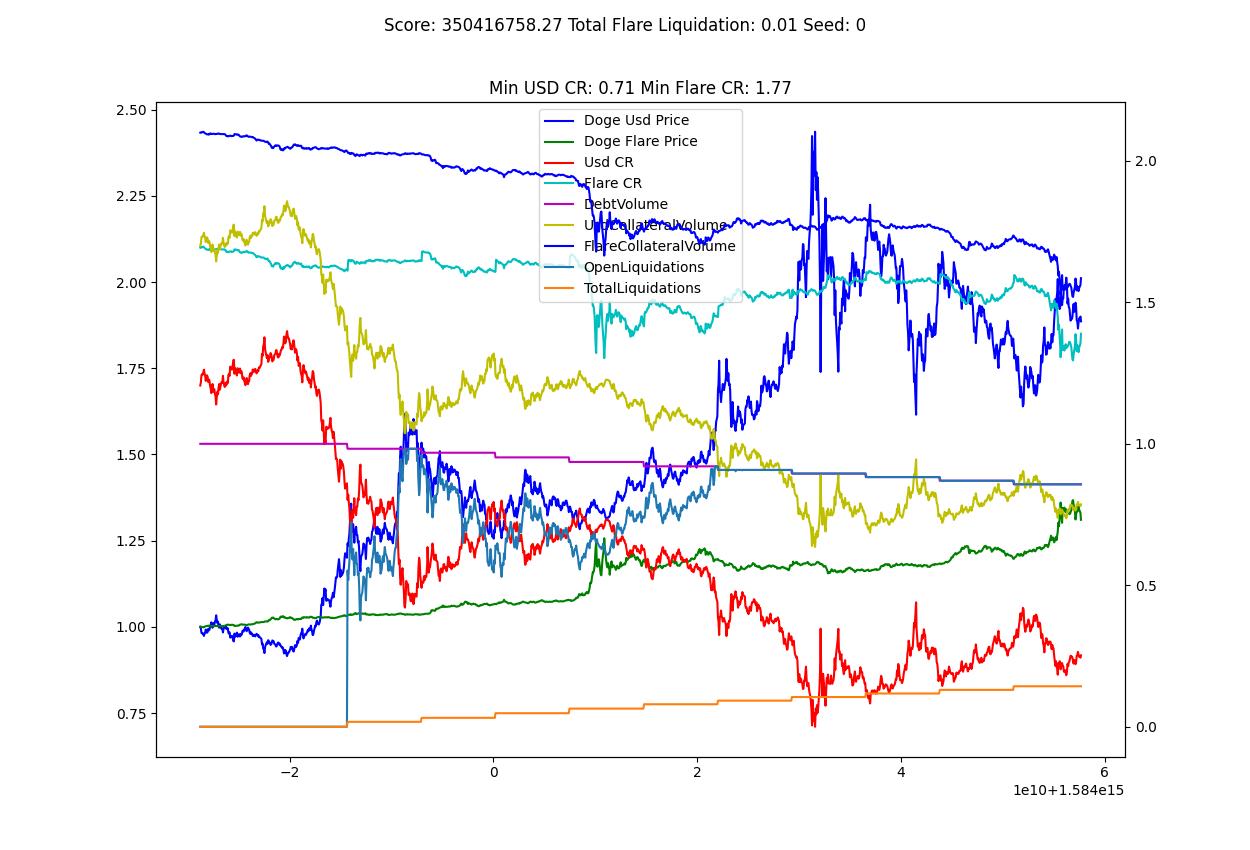 Score: 350416758.27 Total Flare Liquidation: 0.01 Seed: 0
Min USD CR: 0.71 Min Flare CR: 1.77
2.50
2.25
2.00
1.75
1.50
1.25
1.00
0.75
Doge Usd Price
Doge Flare Price
Usd CR
Flare CR
DebtVolume
UsdCollateralVolume
FlareCollateralVolume
OpenLiquidations
TotalLiquidations
2.0
1.5
1.0
0.5
0.0
−2 0 2 4 6
1e10+1.584e15